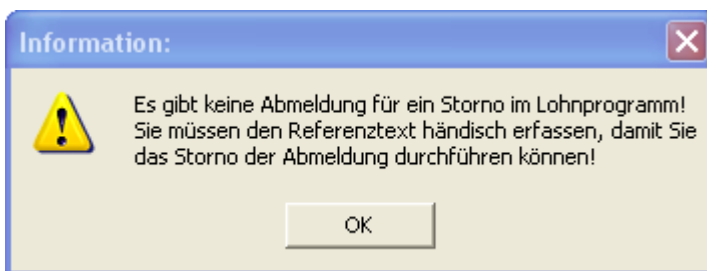 Information:
Es gibt keine Abmeldung für ein Storno im Lohnprogramm!
Sie müssen den Referenztext händisch erfassen, damit Sie
das Storno der Abmeldung durchführen können!
OK